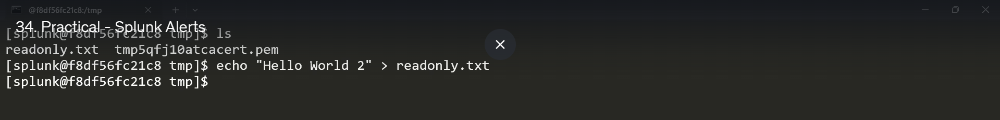 @f8df56fc21c8:/tmp
34. Practical - Splunk Alerts
[splunk@f8df56fc21c8 tmp]$ ls
readonly.txt  tmp5qfj10atcacert.pem
[splunk@f8df56fc21c8 tmp]$ echo "Hello World 2" > readonly.txt
[splunk@f8df56fc21c8 tmp]$